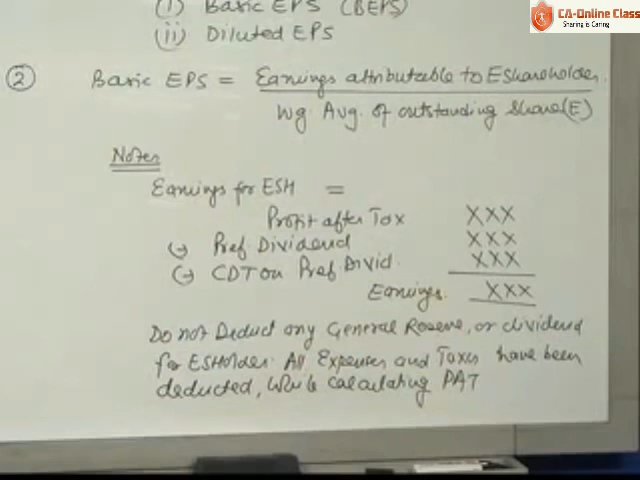 (i) Basic EPS (BEPS)
(ii) Diluted EPS
CA-Online Class
Sharing is Caring
② Basic EPS = Earnings attributable to E Shareholder
Wg. Avg. of outstanding Share(E)
Notes
Earnings for ESH =
Profit after Tax XXX
(-) Pref Dividend XXX
(-) CDT on Pref Divid. XXX
Earnings. XXX
Do not Deduct any General Reserve, or dividend
for ESHolder. All Expenses and Taxes have been
deducted, while calculating PAT